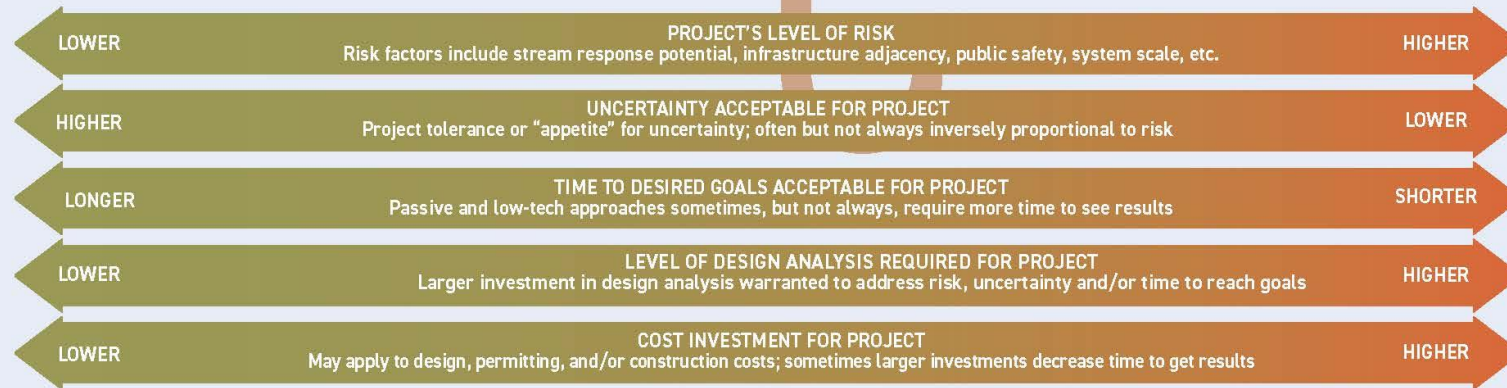 PROJECT'S LEVEL OF RISK
LOWER
Risk factors include stream response potential, infrastructure adjacency, public safety, system scale, etc.
HIGHER
UNCERTAINTY ACCEPTABLE FOR PROJECT
HIGHER
Project tolerance or “appetite” for uncertainty; often but not always inversely proportional to risk
LOWER
TIME TO DESIRED GOALS ACCEPTABLE FOR PROJECT
LONGER
Passive and low-tech approaches sometimes, but not always, require more time to see results
SHORTER
LEVEL OF DESIGN ANALYSIS REQUIRED FOR PROJECT
LOWER
Larger investment in design analysis warranted to address risk, uncertainty and/or time to reach goals
HIGHER
COST INVESTMENT FOR PROJECT
LOWER
May apply to design, permitting, and/or construction costs; sometimes larger investments decrease time to get results
HIGHER